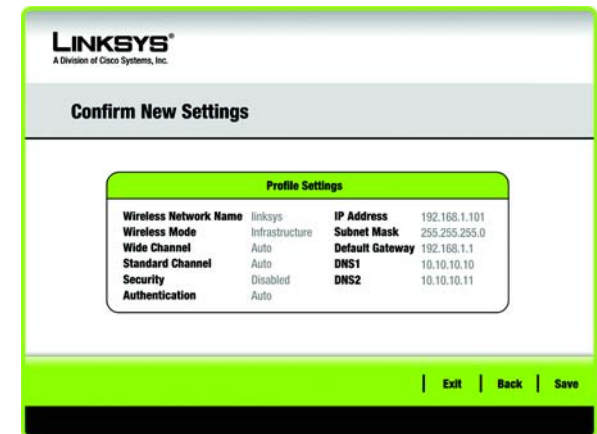 LINKSYS®
A Division of Cisco Systems, Inc.
Confirm New Settings
Profile Settings
Wireless Network Name linksys IP Address 192.168.1.101
Wireless Mode Infrastructure Subnet Mask 255.255.255.0
Wide Channel Auto Default Gateway 192.168.1.1
Standard Channel Auto DNS1 10.10.10.10
Security Disabled DNS2 10.10.10.11
Authentication Auto
Exit Back Save